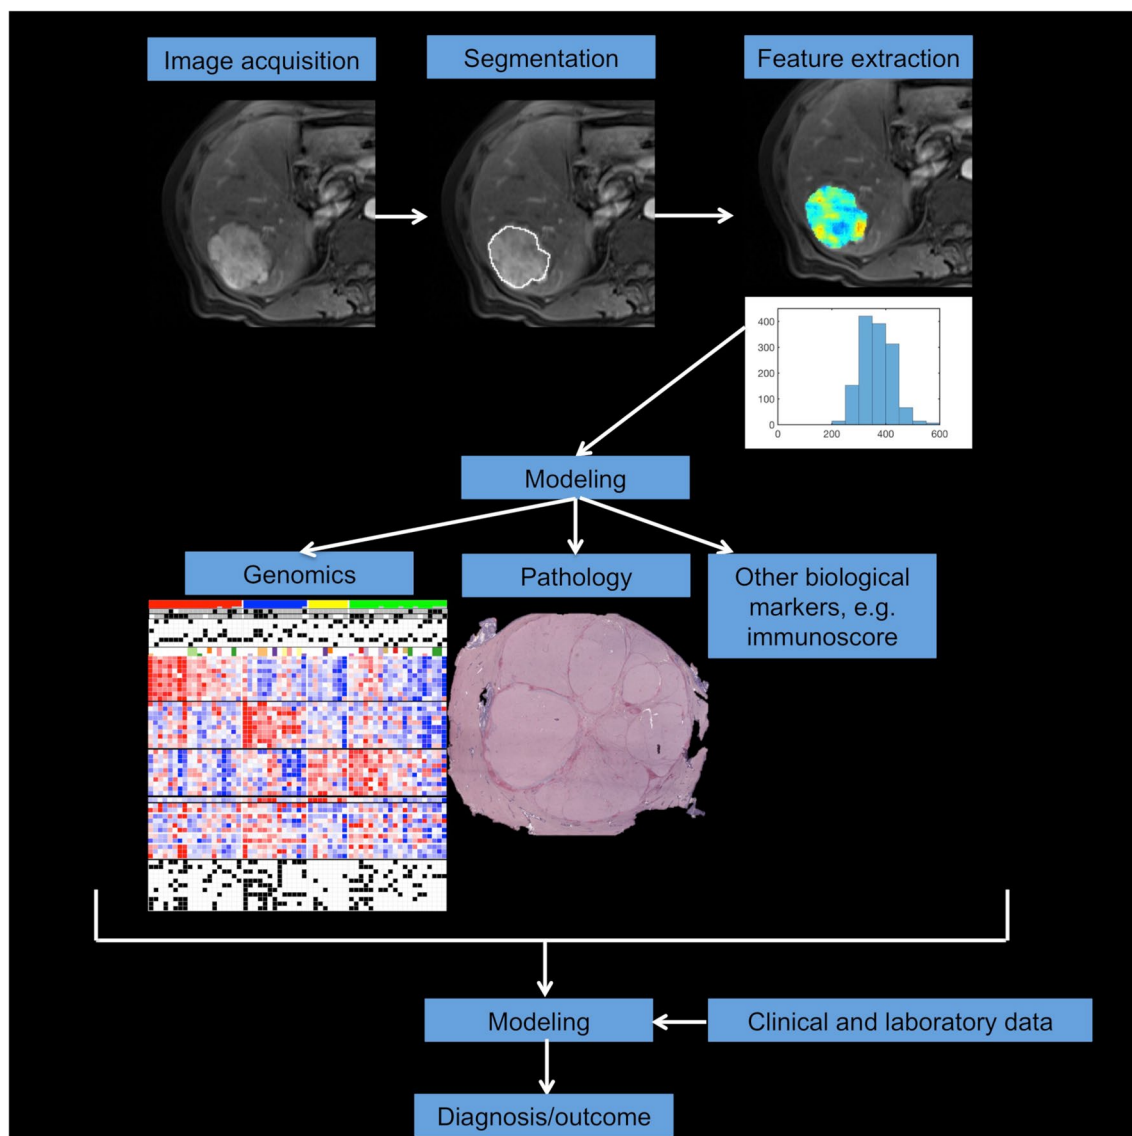 Image acquisition
Segmentation
Feature extraction
400
300
200
100
0
0
200
400
600
Modeling
Genomics
Pathology
Other biological
markers, e.g.
immunoscore
Modeling
Clinical and laboratory data
Diagnosis/outcome